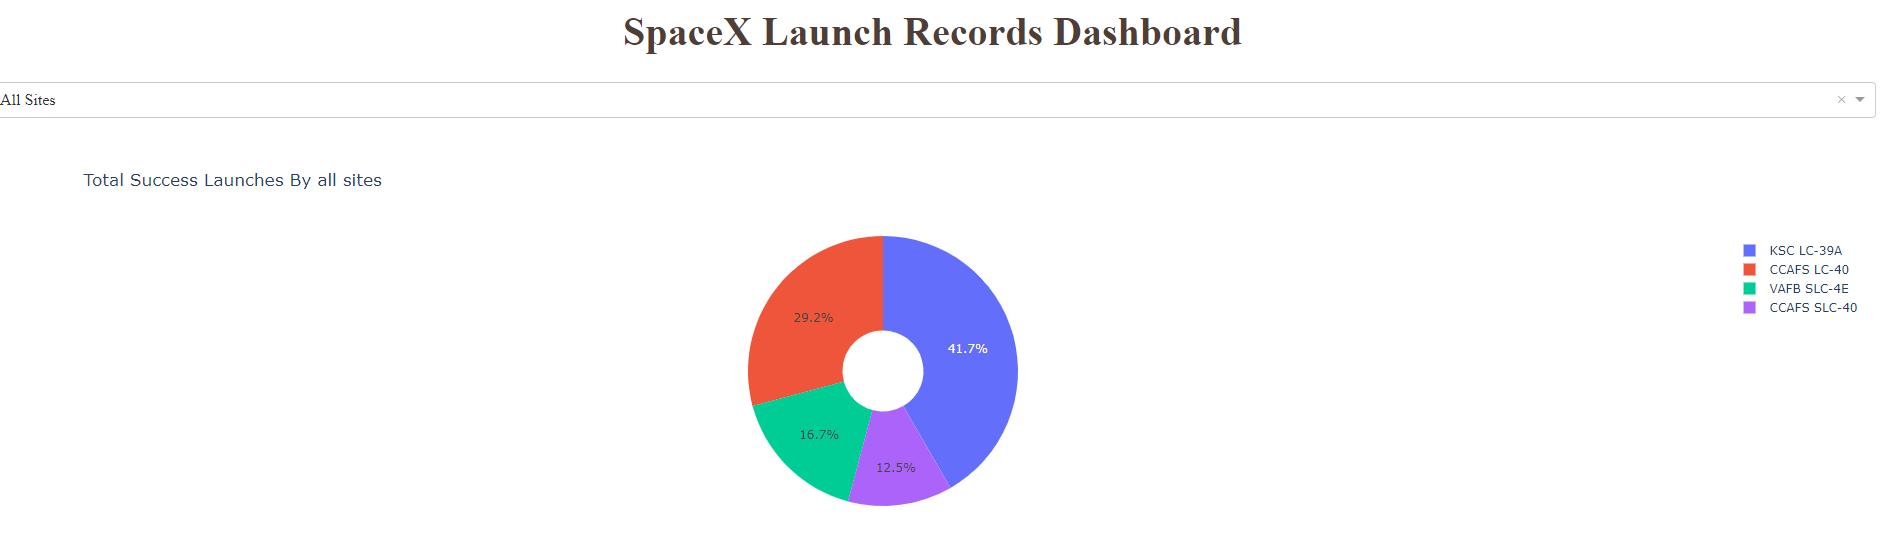 SpaceX Launch Records Dashboard
All Sites
×
Total Success Launches By all sites
KSC LC-39A
CCAFS LC-40
VAFB SLC-4E
CCAFS SLC-40
29.2%
41.7%
16.7%
12.5%